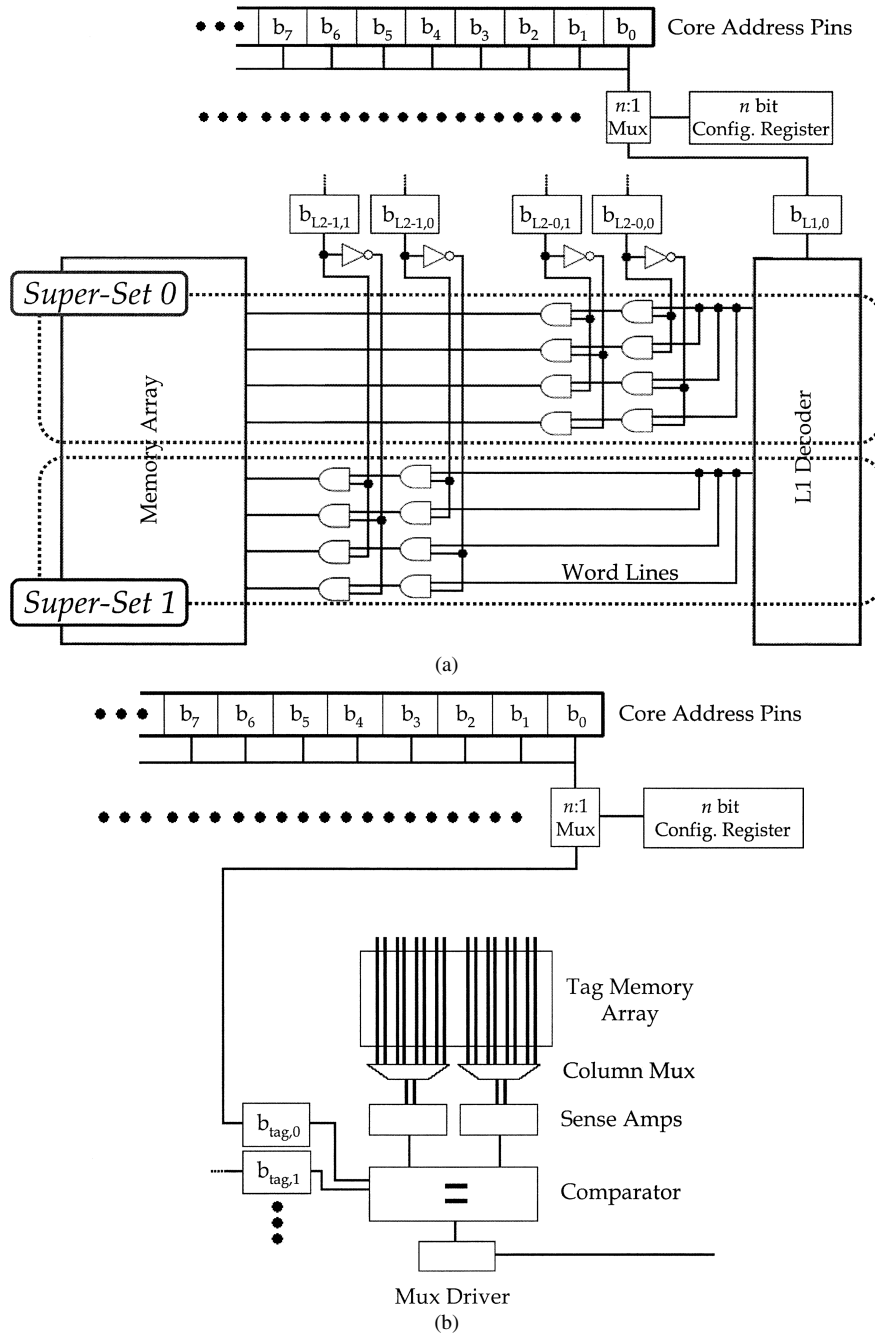 b7 b6 b5 b4 b3 b2 b1 b0 Core Address Pins
n:1 Mux
n bit Config. Register
bL2-1,1 bL2-1,0 bL2-0,1 bL2-0,0 bL1,0
Super-Set 0
Memory Array
L1 Decoder
Word Lines
Super-Set 1
(a)
b7 b6 b5 b4 b3 b2 b1 b0 Core Address Pins
n:1 Mux
n bit Config. Register
Tag Memory
Array
Column Mux
btag,0
Sense Amps
btag,1
Comparator
=
Mux Driver
(b)